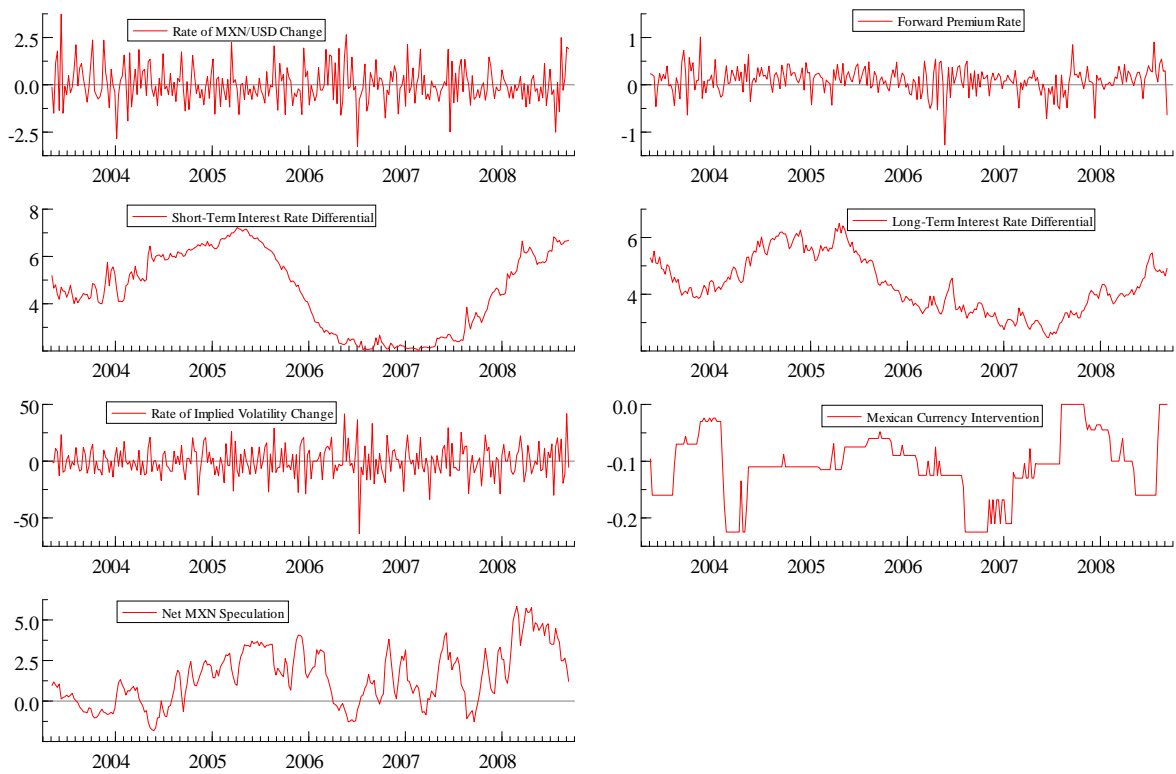 Rate of MXN/USD Change
2.5
0.0
-2.5
2004 2005 2006 2007 2008
Forward Premium Rate
1
0
-1
2004 2005 2006 2007 2008
Short-Term Interest Rate Differential
8
6
4
2004 2005 2006 2007 2008
Long-Term Interest Rate Differential
6
4
2004 2005 2006 2007 2008
Rate of Implied Volatility Change
50
0
-50
2004 2005 2006 2007 2008
Mexican Currency Intervention
0.0
-0.1
-0.2
2004 2005 2006 2007 2008
Net MXN Speculation
5.0
2.5
0.0
2004 2005 2006 2007 2008